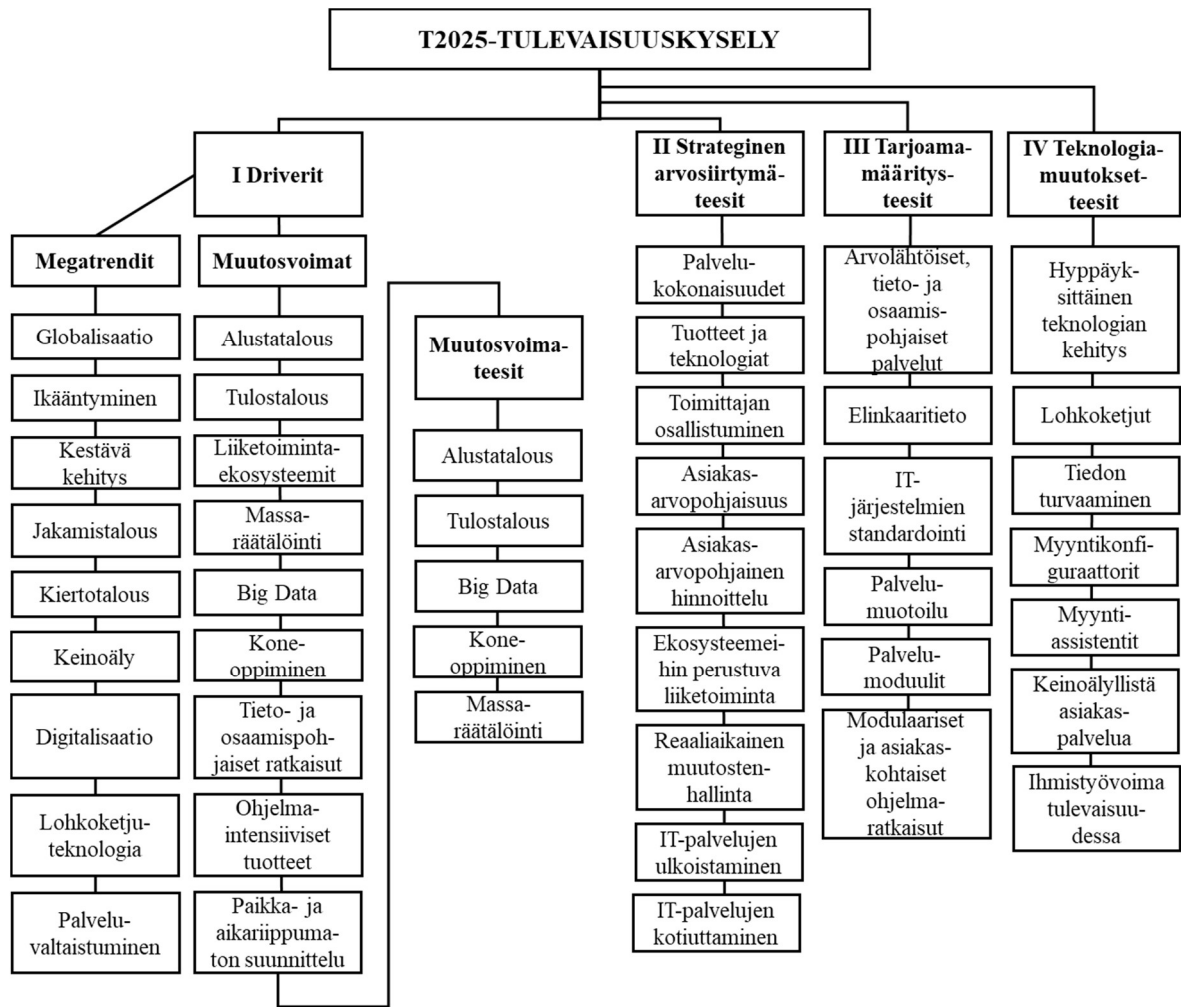 T2025-TULEVAISUUSKYSELY
I Driverit
Megatrendit
Globalisaatio
Ikääntyminen
Kestävä
kehitys
Jakamistalous
Kiertotalous
Keinoäly
Digitalisaatio
Lohkoketju-
teknologia
Palvelu-
valtaistuminen
Muutosvoimat
Alustatalous
Tulostalous
Liiketoiminta-
ekosysteemit
Massa-
räätälöinti
Big Data
Kone-
oppiminen
Tieto- ja
osaamispoh-
jaiset ratkaisut
Ohjelma-
intensiiviset
tuotteet
Paikka- ja
aikariippuma-
ton suunnittelu
Muutosvoima-
teesit
Alustatalous
Tulostalous
Big Data
Kone-
oppiminen
Massa-
räätälöinti
II Strateginen
arvosiirtymä-
teesit
Palvelu-
kokonaisuudet
Tuotteet ja
teknologiat
Toimittajan
osallistuminen
Asiakas-
arvopohjaisuus
Asiakas-
arvopohjainen
hinnoittelu
Ekosysteemei-
hin perustuva
liiketoiminta
Reaaliaikainen
muutosten-
hallinta
IT-palvelujen
ulkoistaminen
IT-palvelujen
kotiuttaminen
III Tarjoama-
määritys-
teesit
Arvolähtöiset,
tieto- ja
osaamis-
pohjaiset
palvelut
Elinkaaritieto
IT-
järjestelmien
standardointi
Palvelu-
muotoilu
Palvelu-
moduulit
Modulaariset
ja asiakas-
kohtaiset
ohjelma-
ratkaisut
IV Teknologia-
muutokset-
teesit
Hyppäyk-
sittäinen
teknologian
kehitys
Lohkoketjut
Tiedon
turvaaminen
Myyntikonfi-
guraattorit
Myynti-
assistentit
Keinoälyllistä
asiakas-
palvelua
Ihmistyövoima
tulevaisuu-
dessa